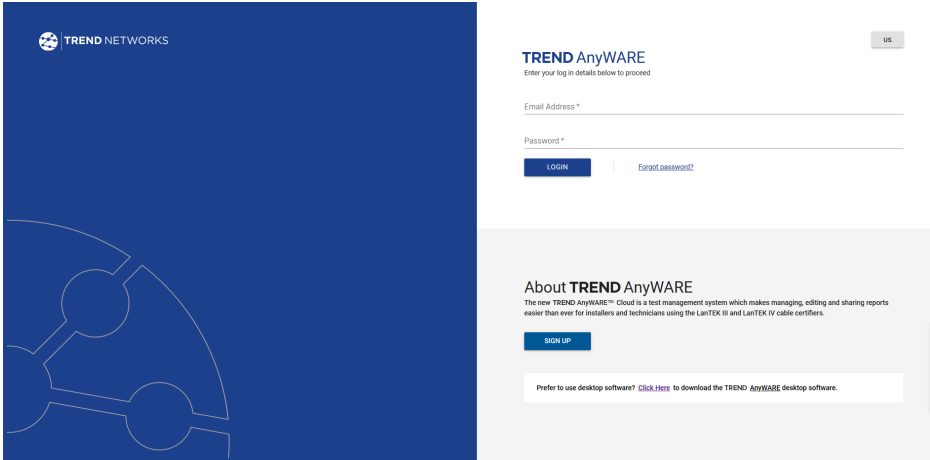 TREND NETWORKS
US
TREND AnyWARE
Enter your log in details below to proceed
Email Address *
Password *
LOGIN
Forgot password?
About TREND AnyWARE
The new TREND AnyWARE™ Cloud is a test management system which makes managing, editing and sharing reports
easier than ever for installers and technicians using the LanTEK III and LanTEK IV cable certifiers.
SIGN UP
Prefer to use desktop software? Click Here to download the TREND AnyWARE desktop software.